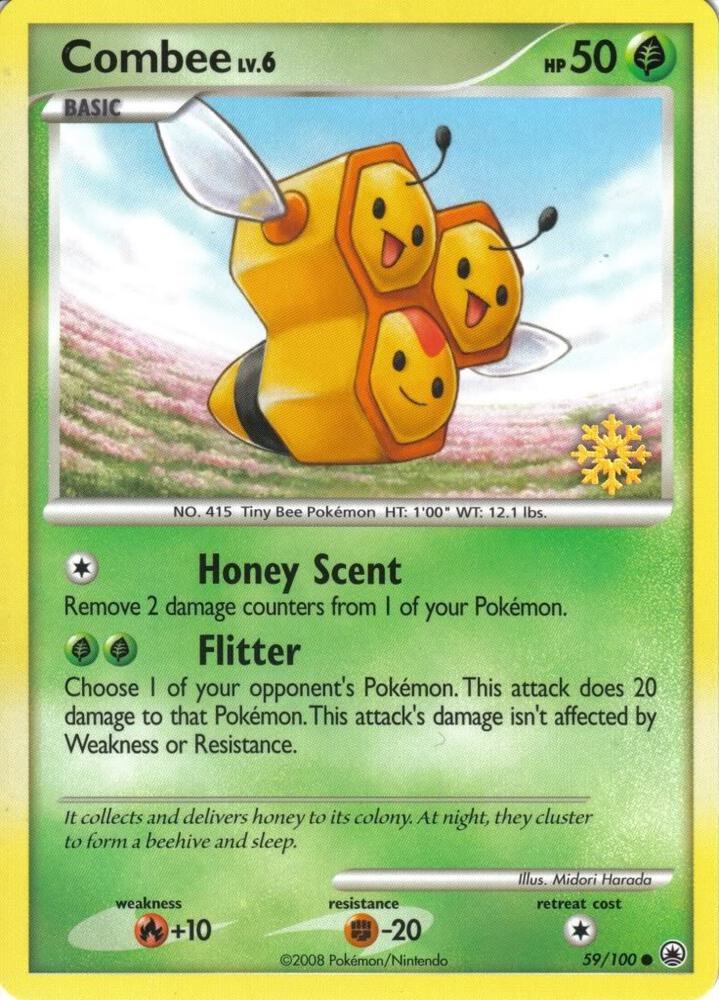 Combee LV.6 HP 50
BASIC
NO. 415 Tiny Bee Pokémon HT: 1'00" WT: 12.1 lbs.
Honey Scent
Remove 2 damage counters from 1 of your Pokémon.
Flitter
Choose 1 of your opponent's Pokémon. This attack does 20
damage to that Pokémon. This attack's damage isn't affected by
Weakness or Resistance.
It collects and delivers honey to its colony. At night, they cluster
to form a beehive and sleep.
Illus. Midori Harada
weakness resistance retreat cost
+10 -20
©2008 Pokémon/Nintendo 59/100